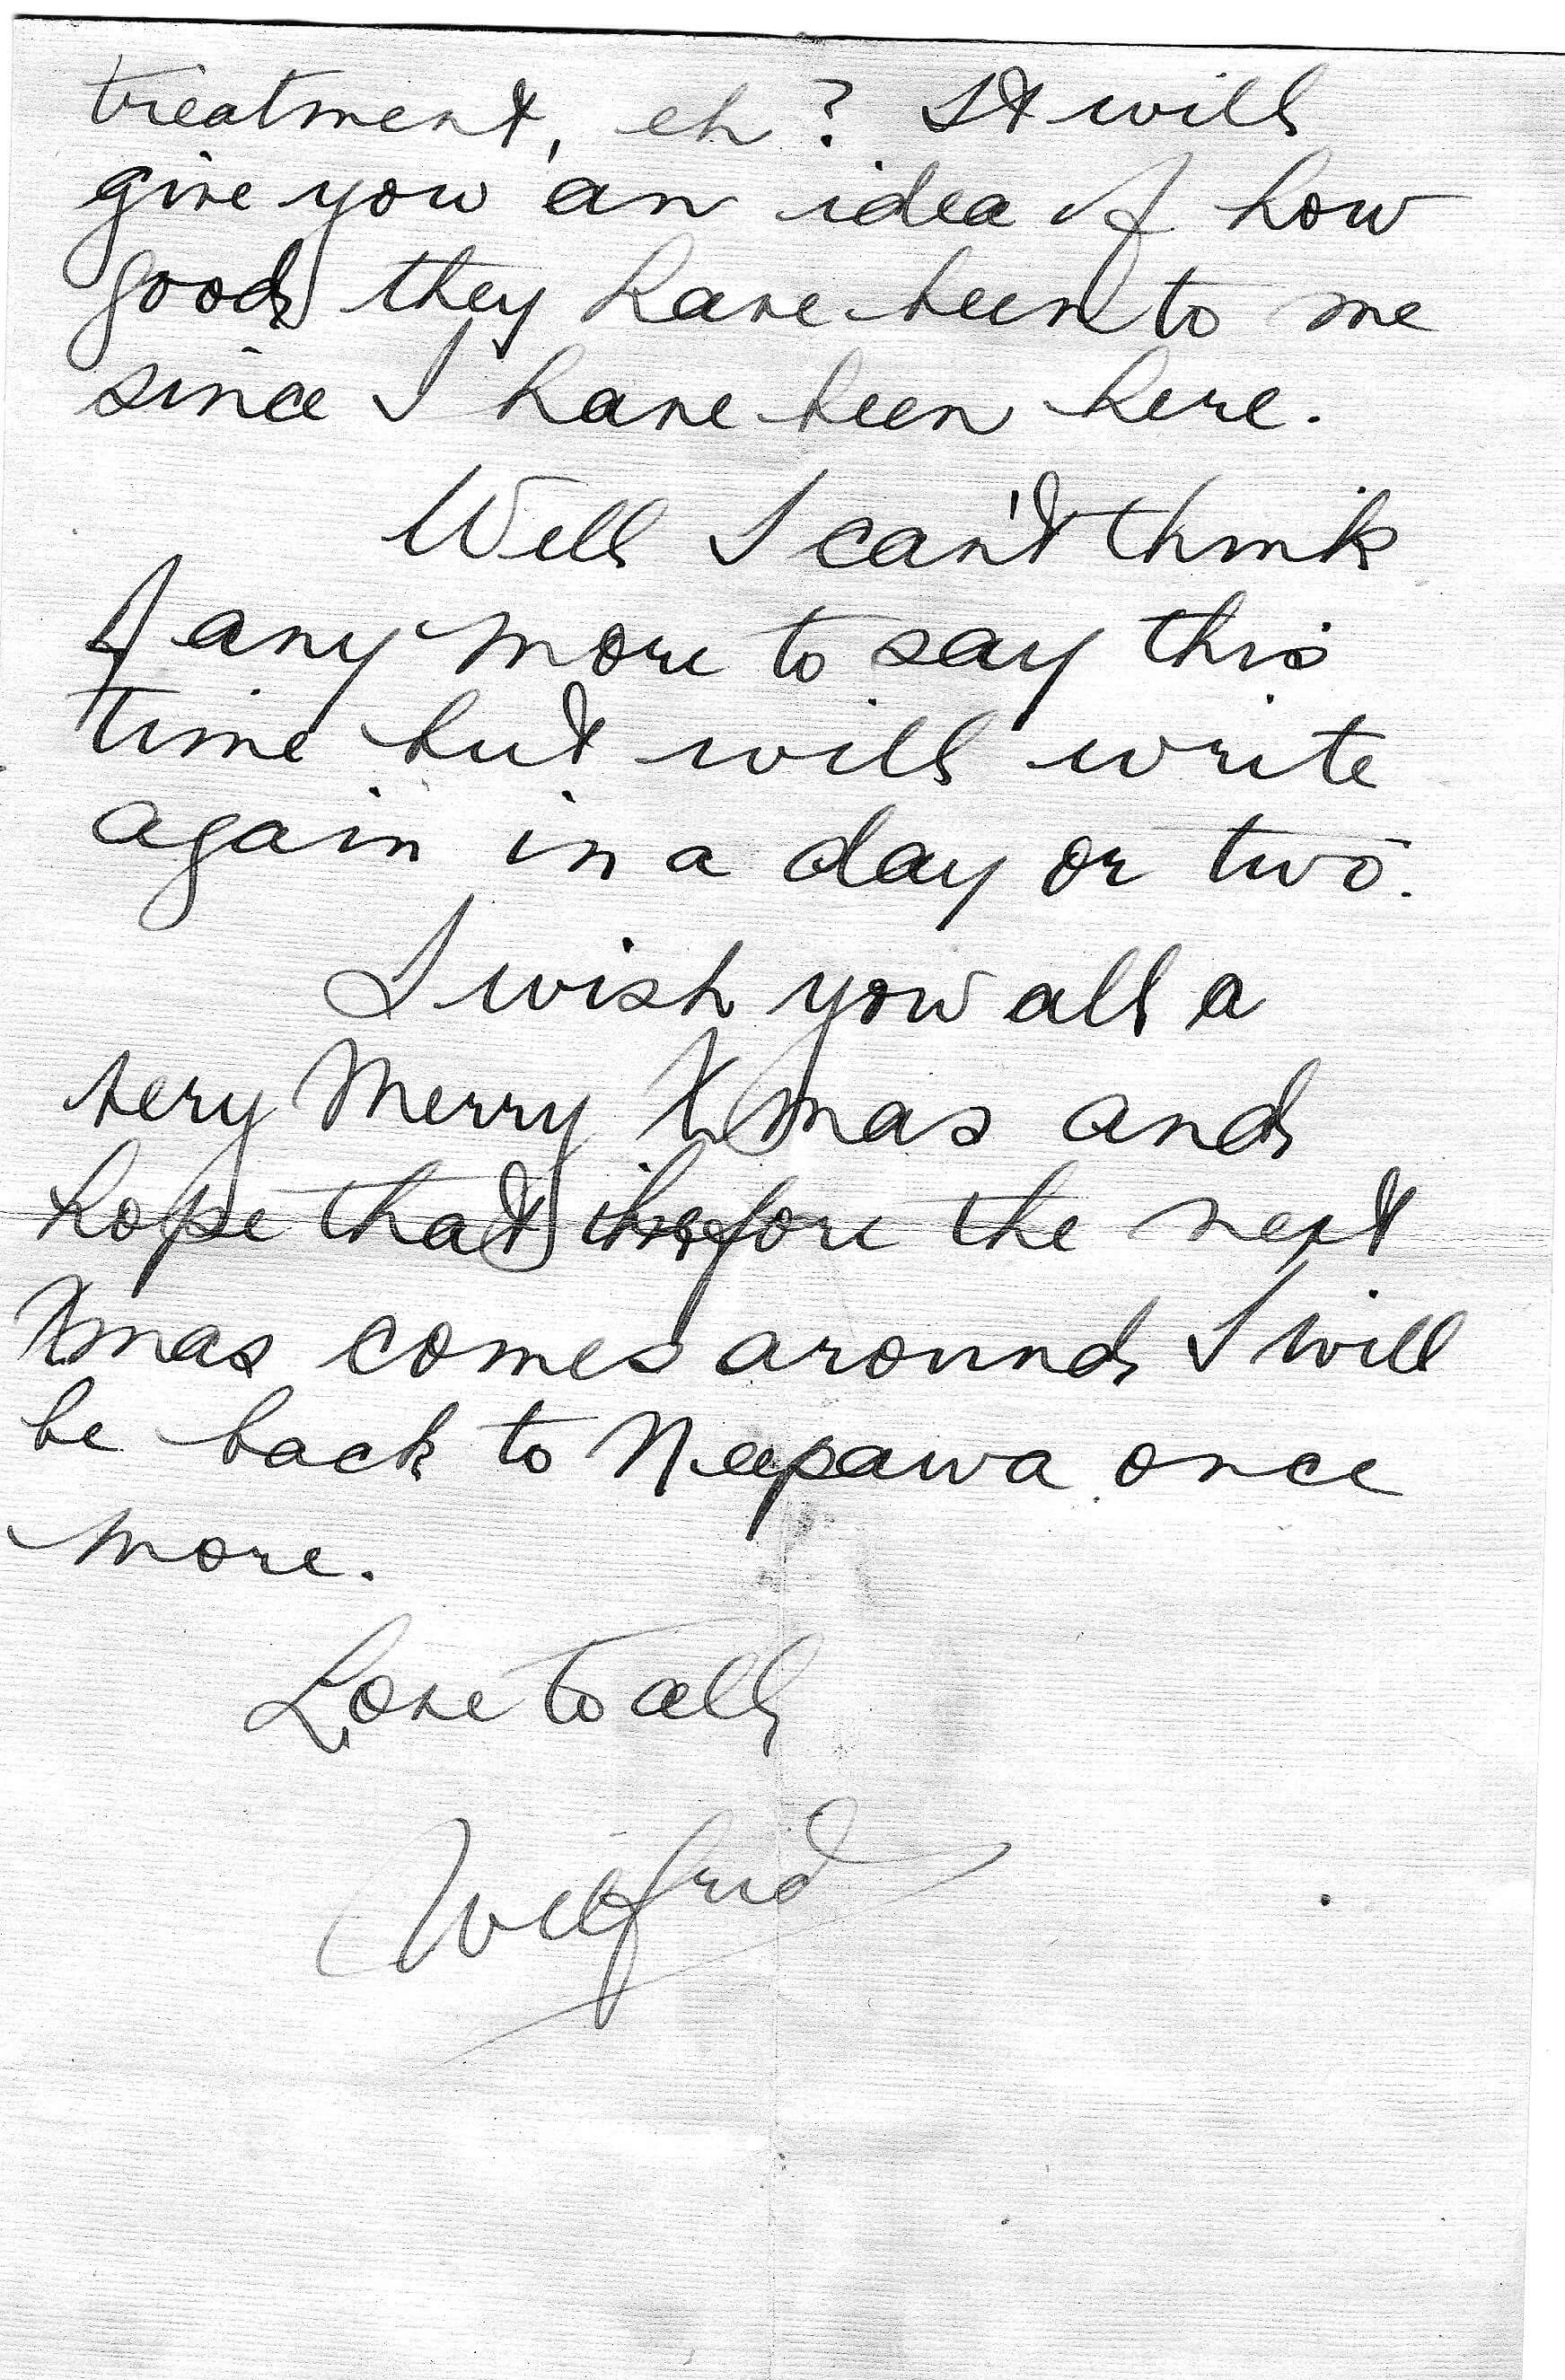 treatment, eh? It will
give you an idea of how
good they have been to me
since I have been here.
Well I can't think
of any more to say this
time but will write
again in a day or two.
I wish you all a
very Merry Xmas and
hope that before the next
Xmas comes around I will
be back to Neepawa once
more.
Love to all
Wilfrid